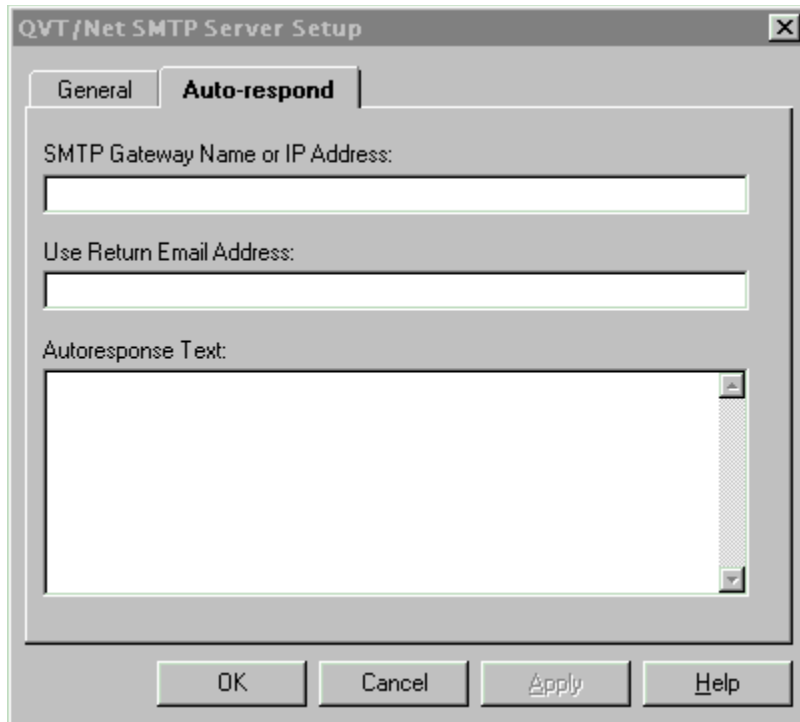 QVT/Net SMTP Server Setup
General Auto-respond
SMTP Gateway Name or IP Address:
Use Return Email Address:
Autoresponse Text:
OK Cancel Apply Help